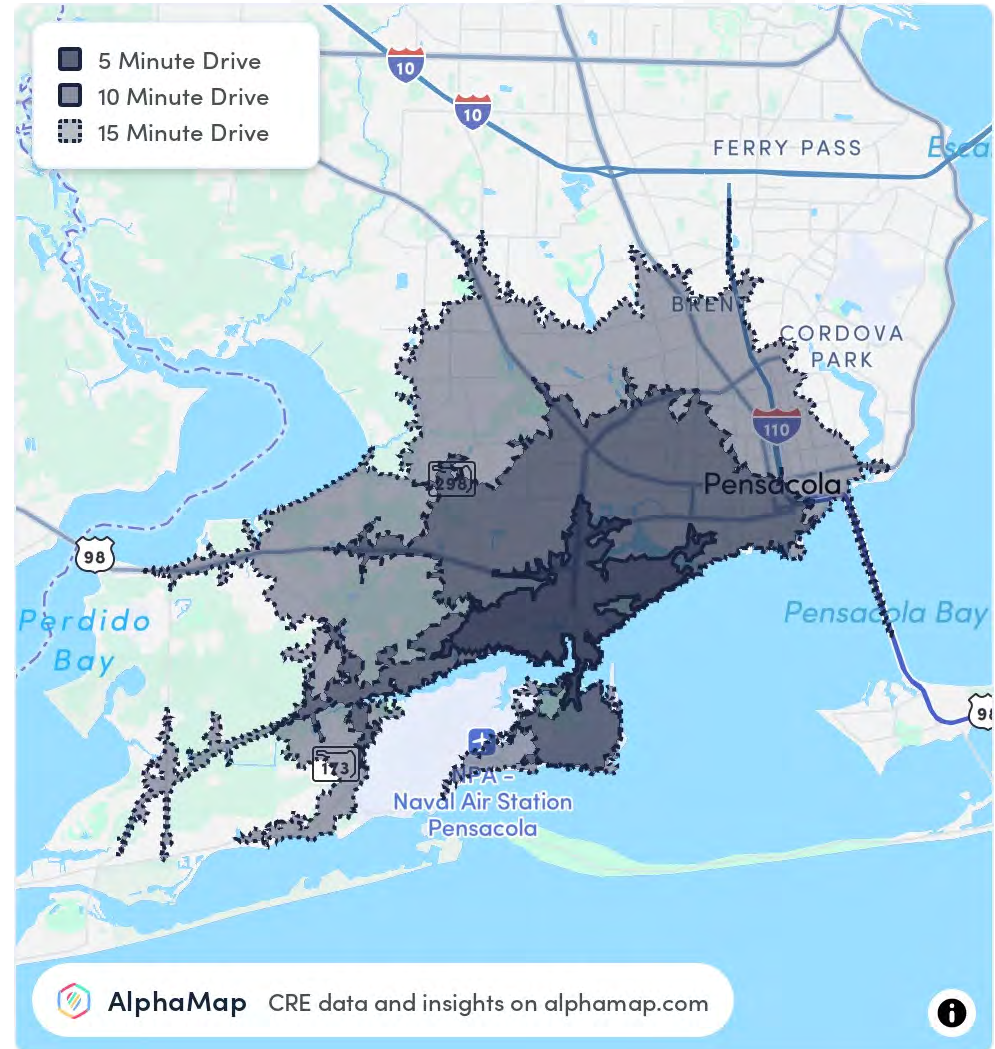 5 Minute Drive
10 Minute Drive
15 Minute Drive
10
10
FERRY PASS
Esca
BRENT
CORDOVA
PARK
110
298
Pensacola
98
Perdido
Bay
Pensacola Bay
98
173
NPA -
Naval Air Station
Pensacola
AlphaMap CRE data and insights on alphamap.com